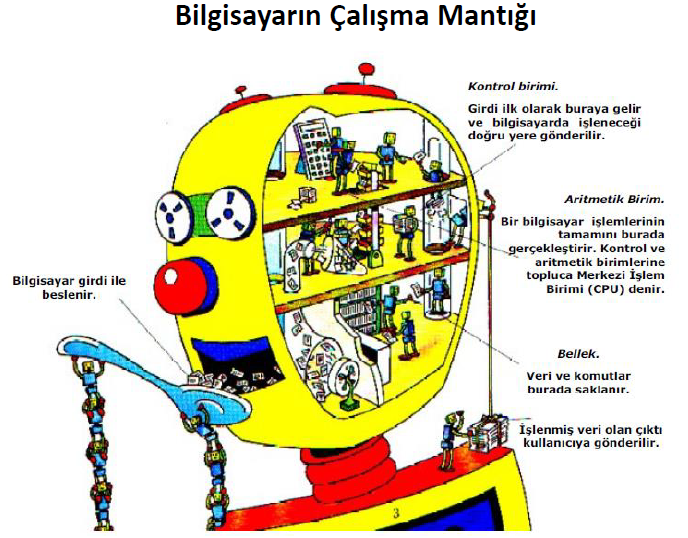 Bilgisayarın Çalışma Mantığı
Kontrol birimi.
Girdi ilk olarak buraya gelir
ve bilgisayarda işleneceği
doğru yere gönderilir.
Aritmetik Birim.
Bir bilgisayar işlemlerinin
tamamını burada
gerçekleştirir. Kontrol ve
aritmetik birimlerine
topluca Merkezi İşlem
Birimi (CPU) denir.
Bilgisayar girdi ile
beslenir.
Bellek.
Veri ve komutlar
burada saklanır.
İşlenmiş veri olan çıktı
kullanıcıya gönderilir.
3